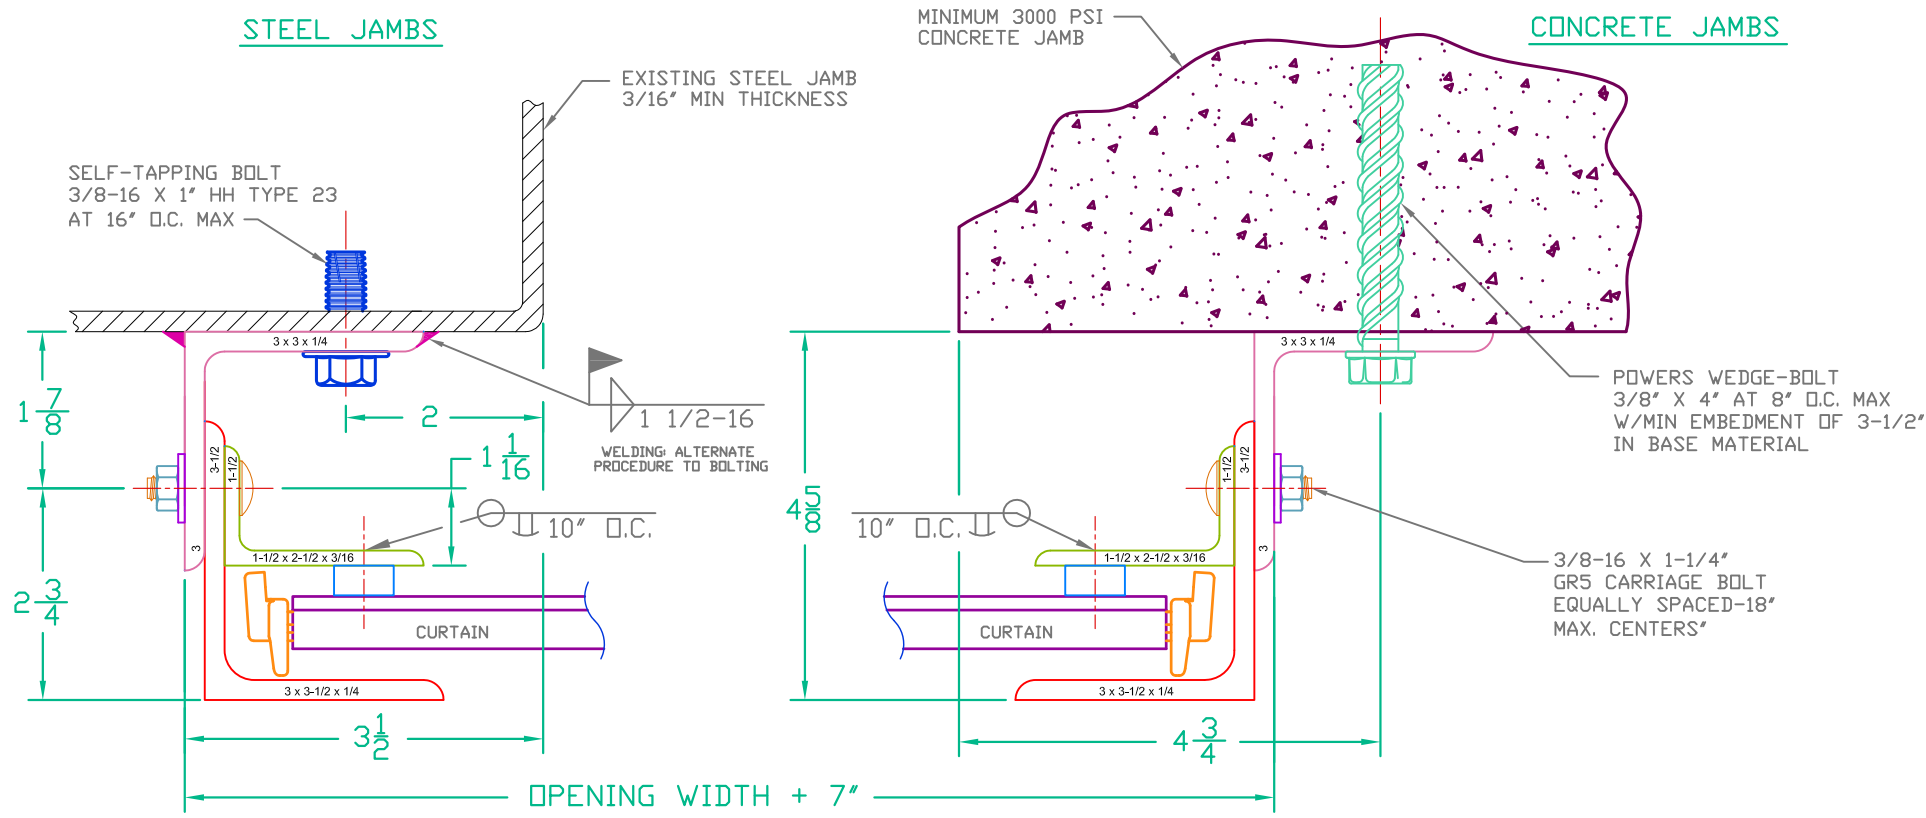 STEEL JAMBS
EXISTING STEEL JAMB
3/16" MIN THICKNESS
SELF-TAPPING BOLT
3/8-16 X 1" HH TYPE 23
AT 16" O.C. MAX
3 x 3 x 1/4
1 7/8
2
1 1/2-16
WELDING: ALTERNATE
PROCEDURE TO BOLTING
3-1/2
1-1/2
1 1/16
10" O.C.
3
1-1/2 x 2-1/2 x 3/16
2 3/4
CURTAIN
3 x 3-1/2 x 1/4
3 1/2
OPENING WIDTH + 7"
MINIMUM 3000 PSI
CONCRETE JAMB
CONCRETE JAMBS
3 x 3 x 1/4
POWERS WEDGE-BOLT
3/8" X 4" AT 8" O.C. MAX
W/MIN EMBEDMENT OF 3-1/2"
IN BASE MATERIAL
4 5/8
1-1/2
3-1/2
10" O.C.
1-1/2 x 2-1/2 x 3/16
3
3/8-16 X 1-1/4"
GR5 CARRIAGE BOLT
EQUALLY SPACED-18"
MAX. CENTERS"
CURTAIN
3 x 3-1/2 x 1/4
4 3/4